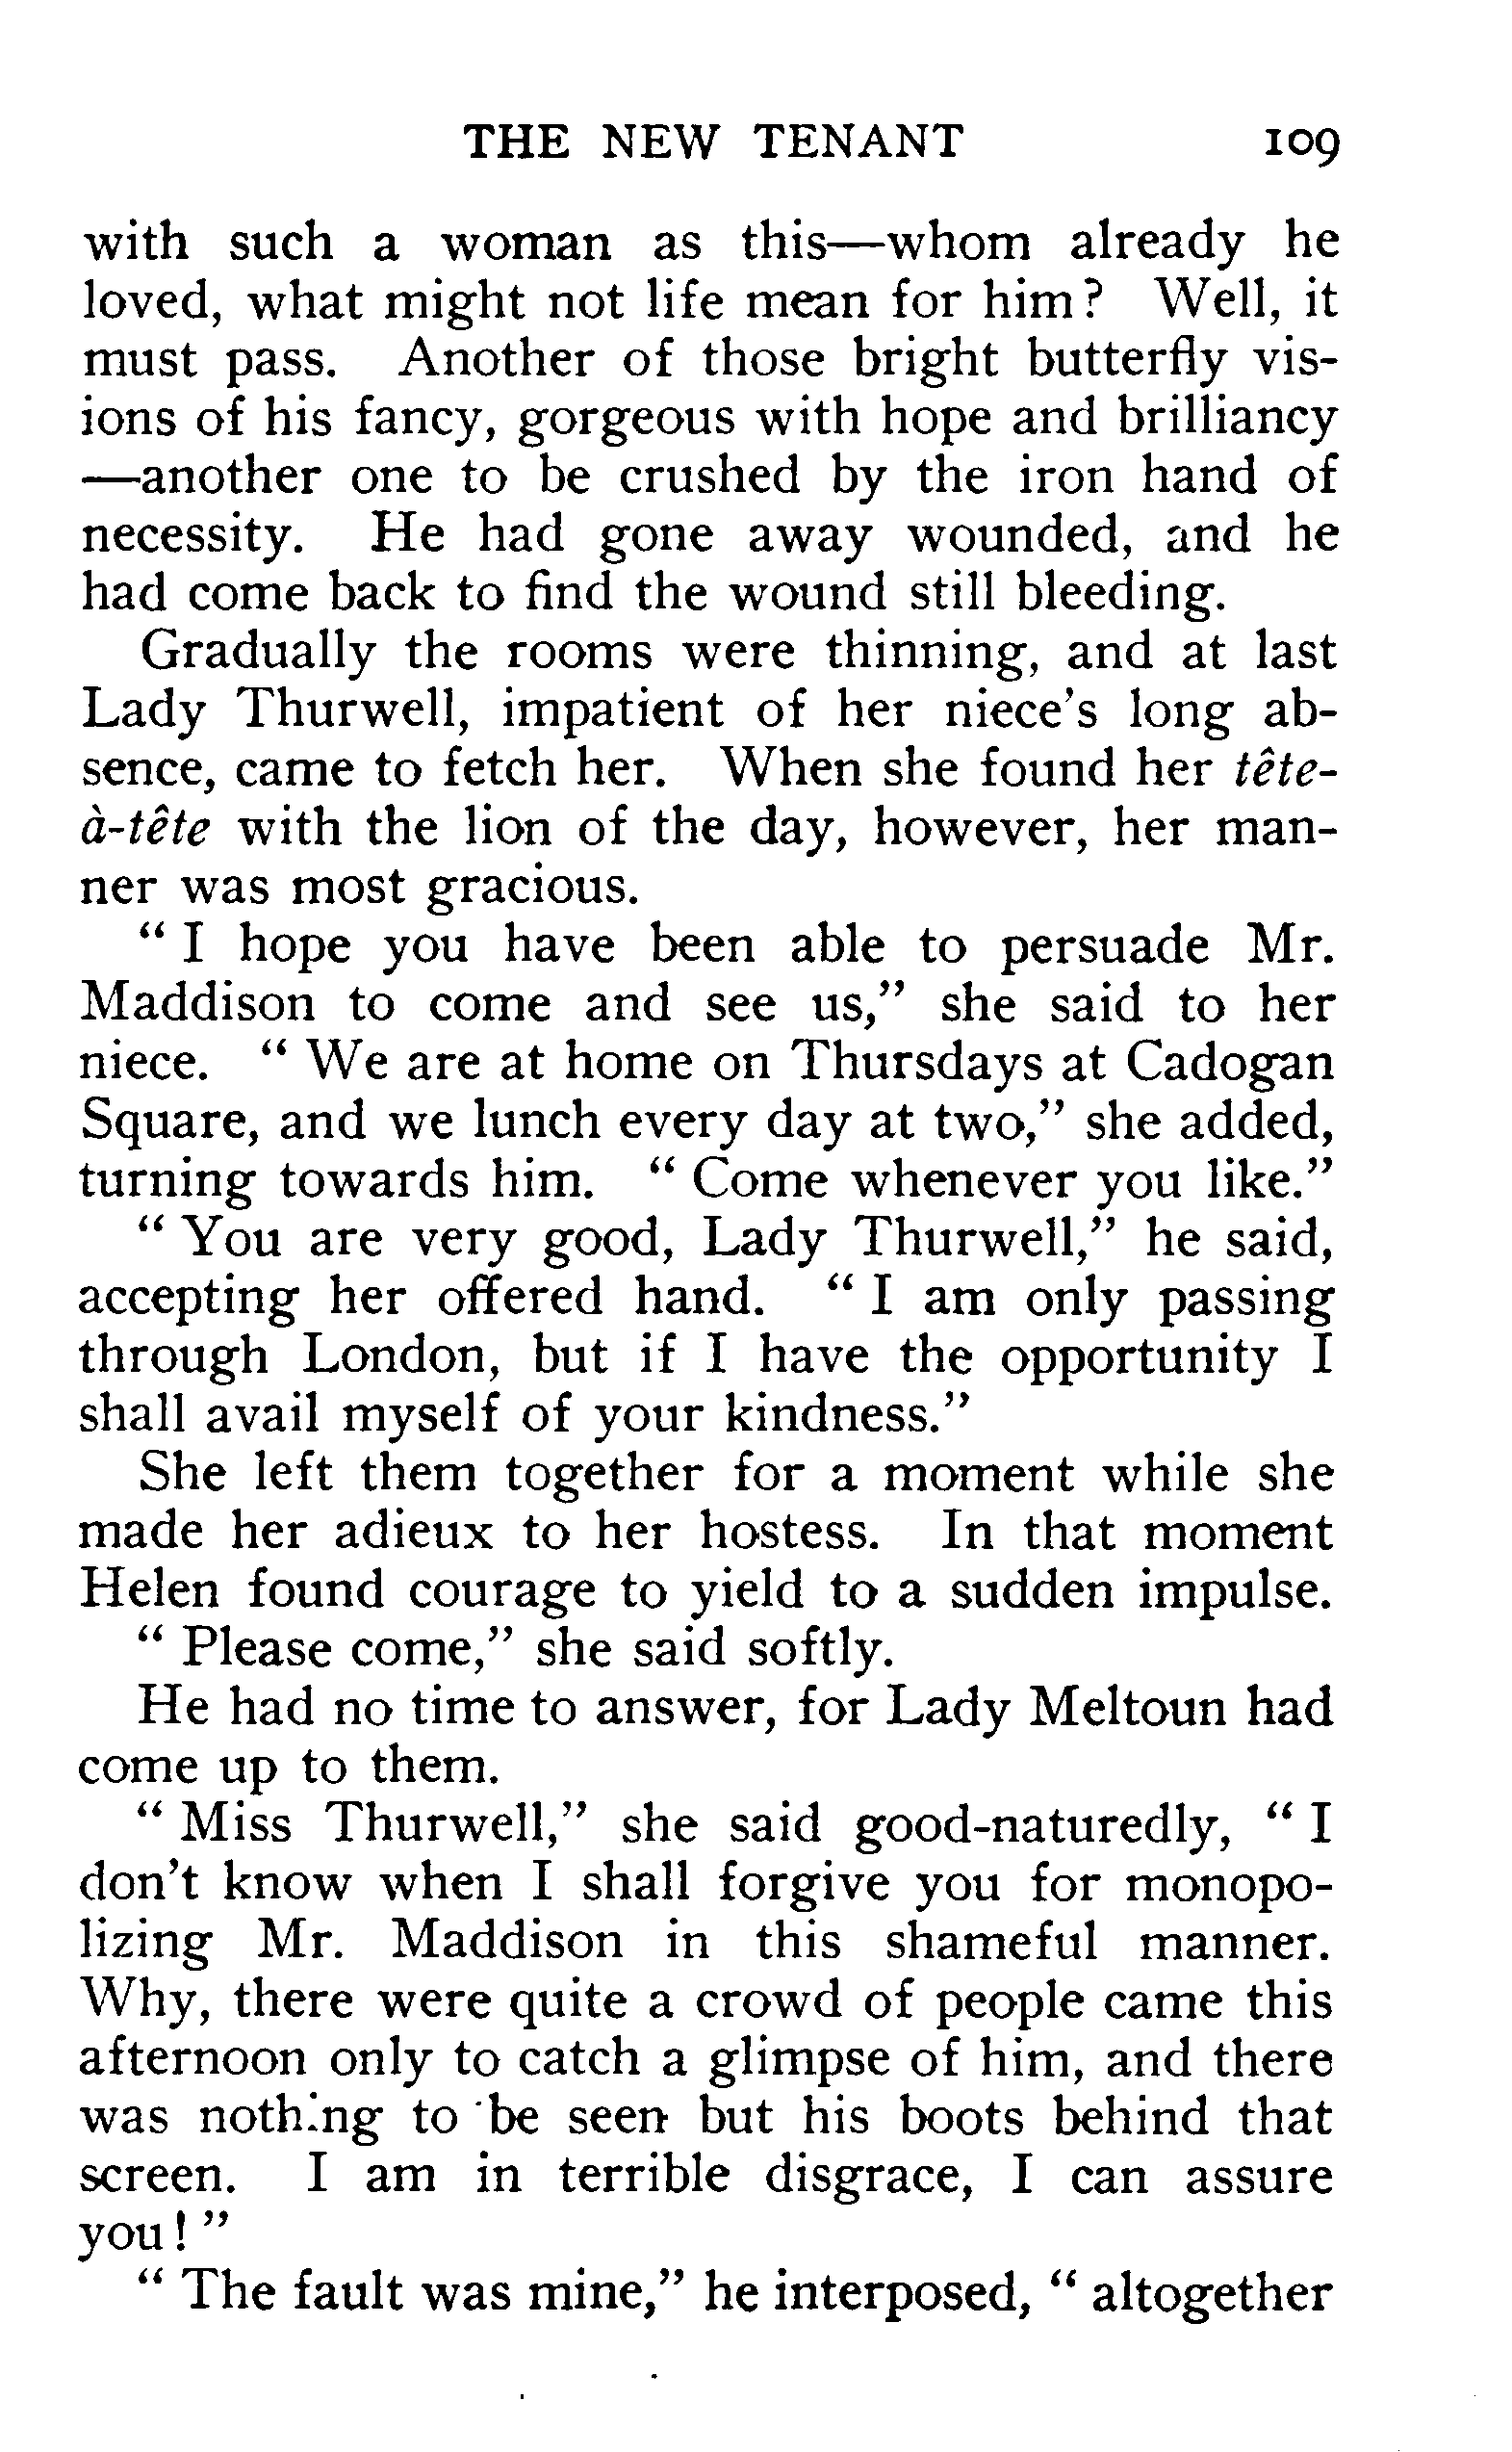 THE NEW TENANT 109
with such a woman as this—whom already he
loved, what might not life mean for him? Well, it
must pass. Another of those bright butterfly vis-
ions of his fancy, gorgeous with hope and brilliancy
—another one to be crushed by the iron hand of
necessity. He had gone away wounded, and he
had come back to find the wound still bleeding.
Gradually the rooms were thinning, and at last
Lady Thurwell, impatient of her niece's long ab-
sence, came to fetch her. When she found her tête-
à-tête with the lion of the day, however, her man-
ner was most gracious.
" I hope you have been able to persuade Mr.
Maddison to come and see us," she said to her
niece. " We are at home on Thursdays at Cadogan
Square, and we lunch every day at two," she added,
turning towards him. " Come whenever you like."
" You are very good, Lady Thurwell," he said,
accepting her offered hand. " I am only passing
through London, but if I have the opportunity I
shall avail myself of your kindness."
She left them together for a moment while she
made her adieux to her hostess. In that moment
Helen found courage to yield to a sudden impulse.
" Please come," she said softly.
He had no time to answer, for Lady Meltoun had
come up to them.
" Miss Thurwell," she said good-naturedly, " I
don't know when I shall forgive you for monopo-
lizing Mr. Maddison in this shameful manner.
Why, there were quite a crowd of people came this
afternoon only to catch a glimpse of him, and there
was nothing to be seen but his boots behind that
screen. I am in terrible disgrace, I can assure
you! "
" The fault was mine," he interposed, " altogether